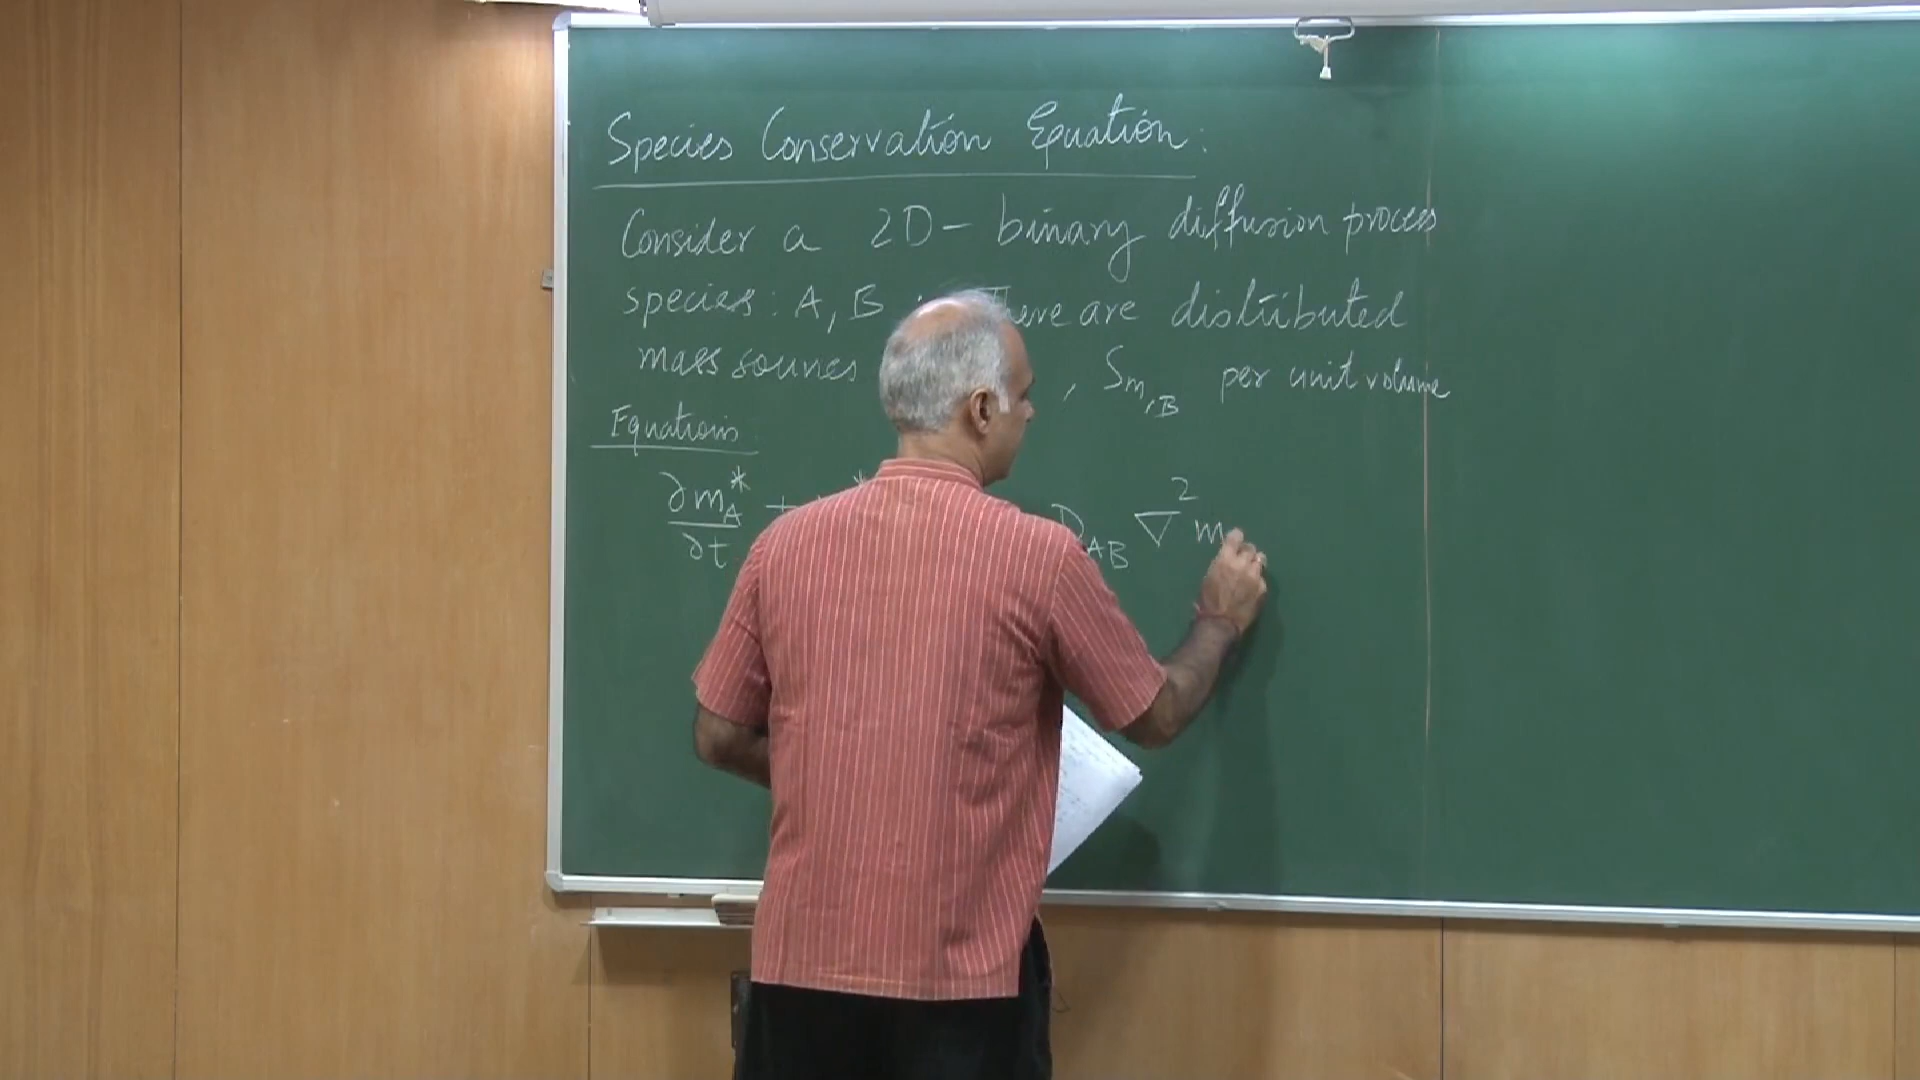 Species Conservation Equation:
Consider a 2D - binary diffusion process
species: A, B There are distributed
mass sources , Sm,B per unit volume
Equations
∂m*A/∂t + D_AB ∇² m